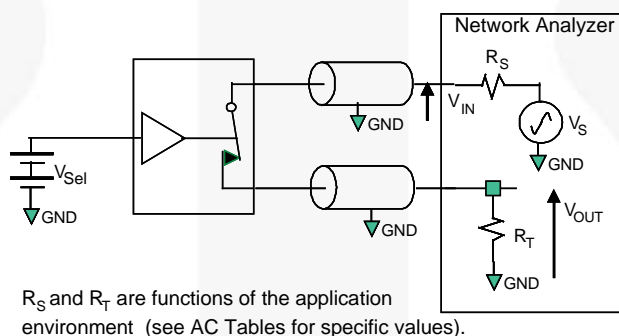 Network Analyzer
R_S
V_IN
GND
V_S
GND
V_Sel
GND
GND
V_OUT
R_T
GND
R_S and R_T are functions of the application
environment (see AC Tables for specific values).